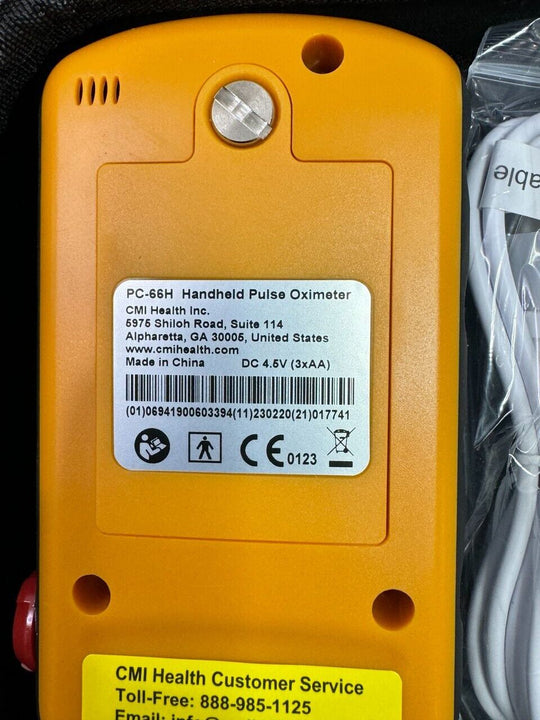 PC-66H Handheld Pulse Oximeter
CMI Health Inc.
5975 Shiloh Road, Suite 114
Alpharetta, GA 30005, United States
www.cmihealth.com
Made in China DC 4.5V (3xAA)
(01)06941900603394(11)230220(21)017741
CE 0123
CMI Health Customer Service
Toll-Free: 888-985-1125
Email:
able